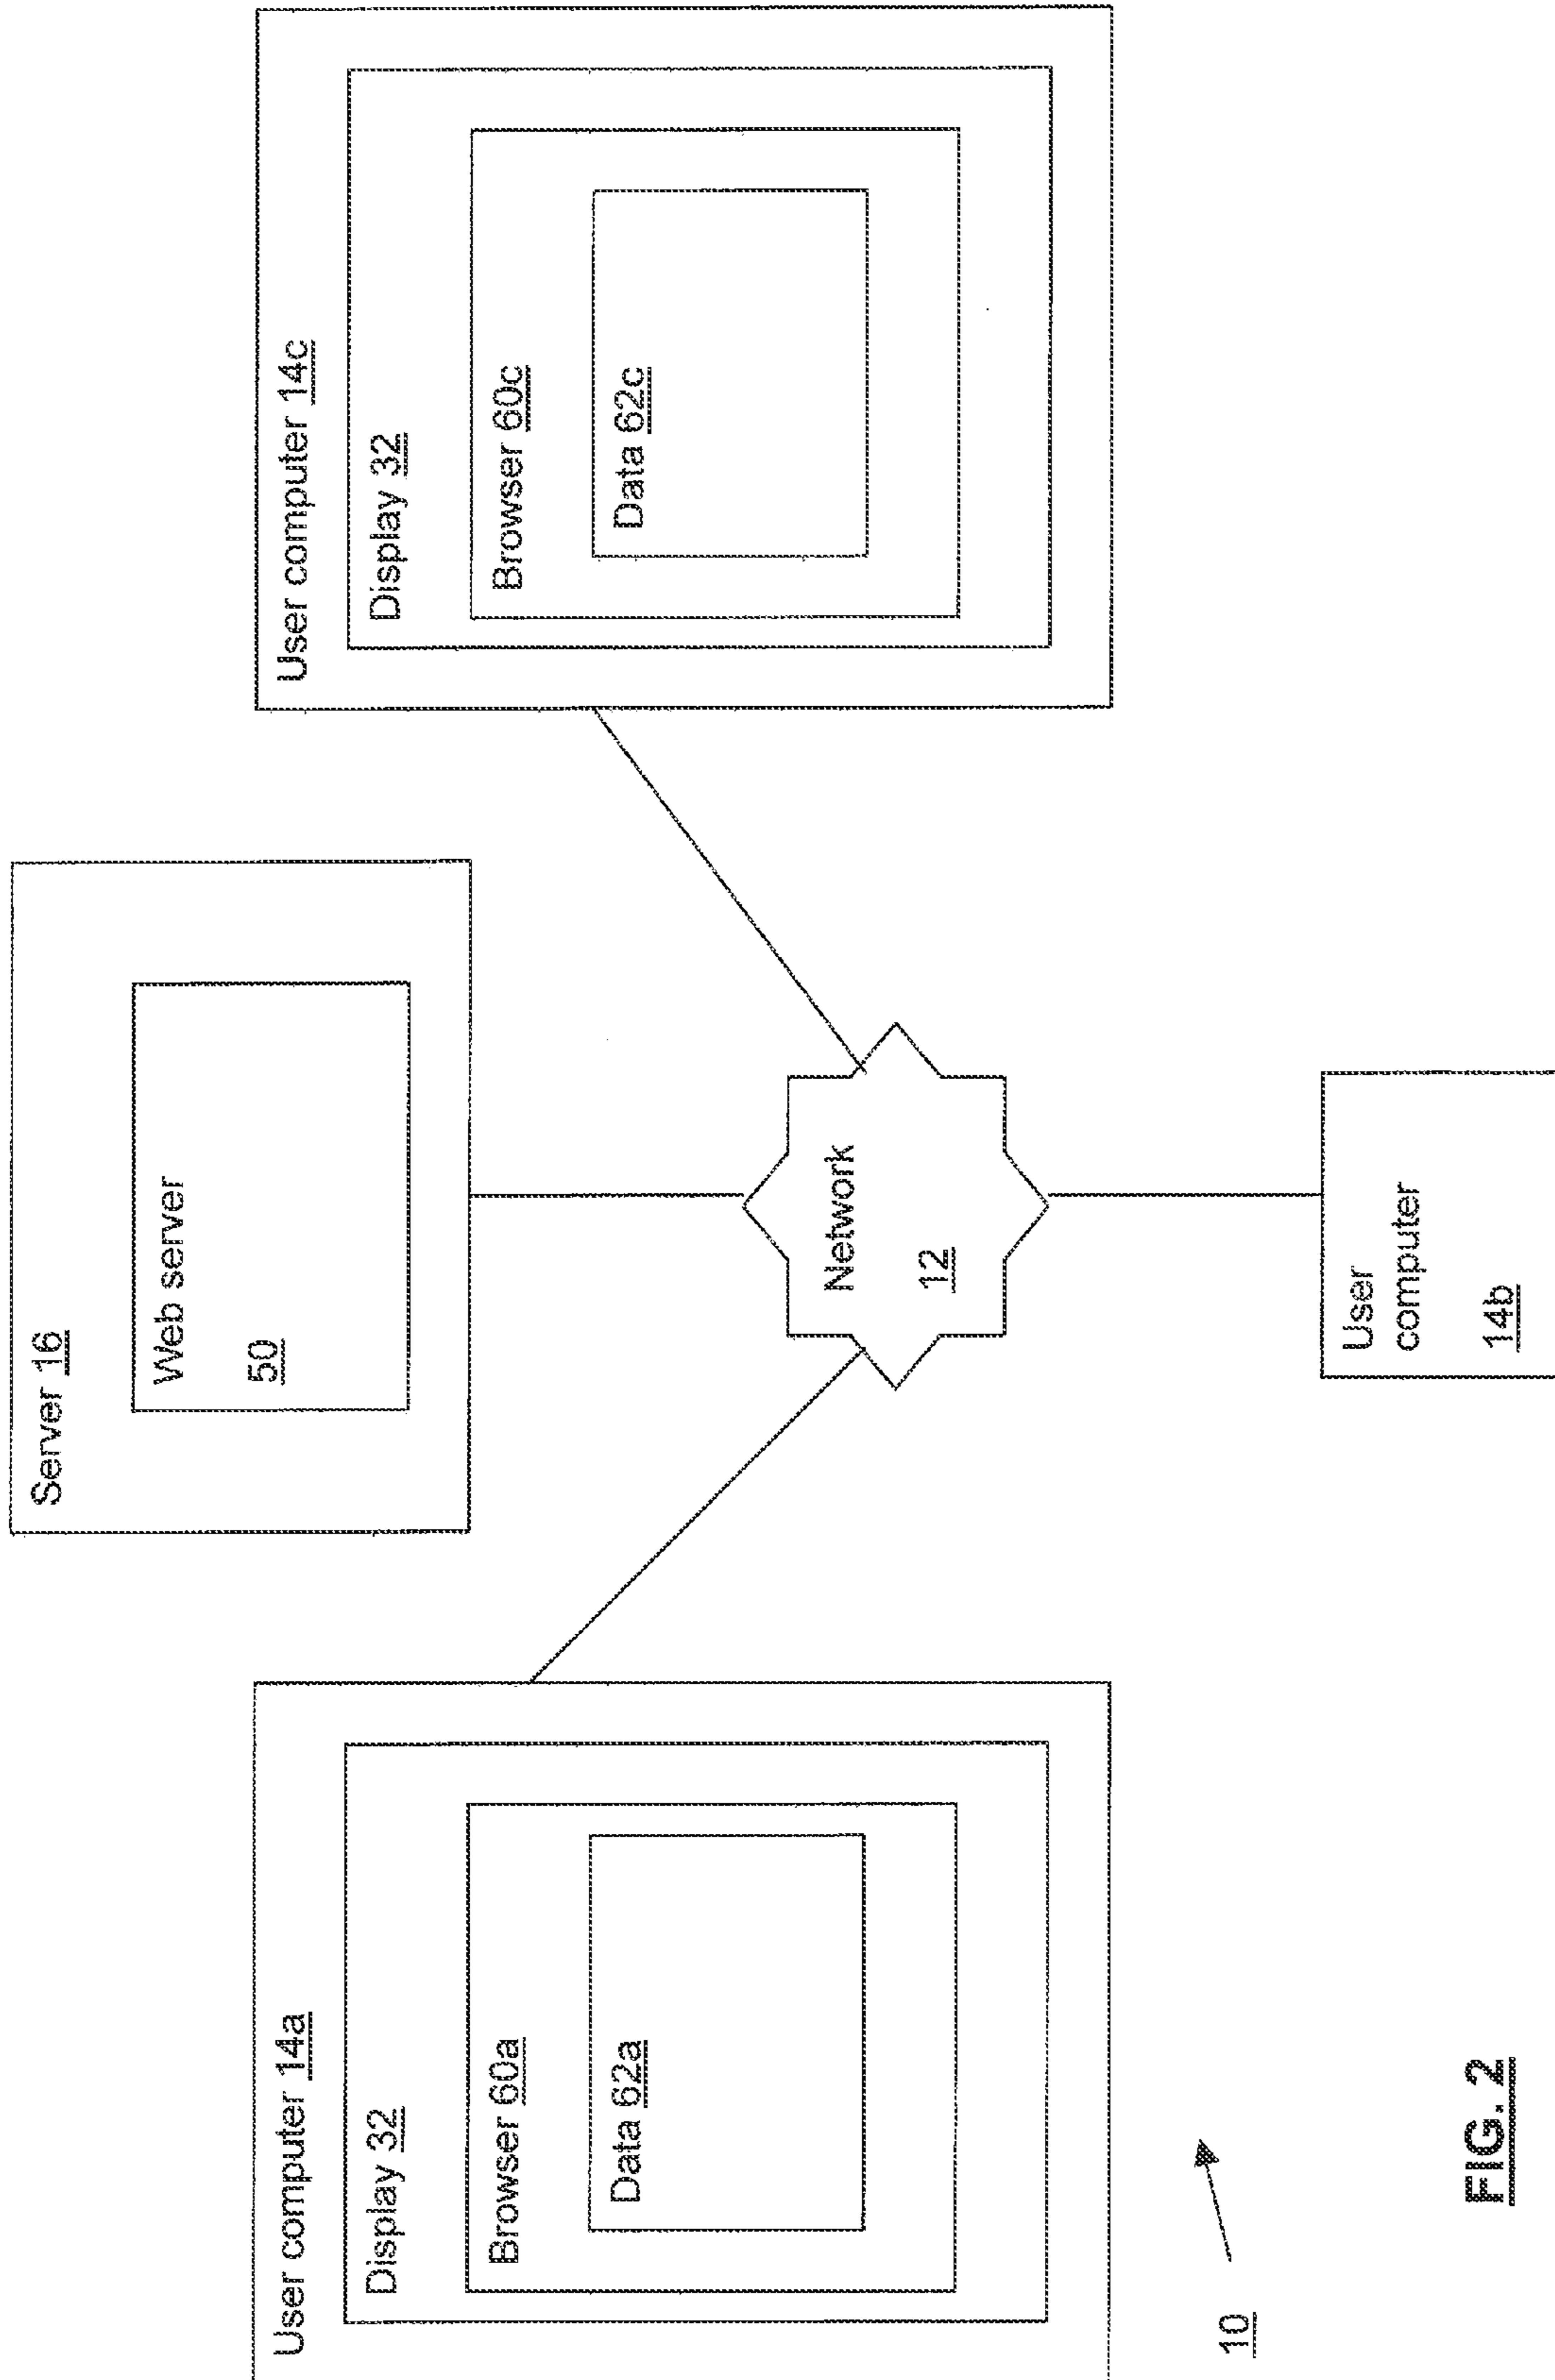 Server 16
Web server
50
User computer 14a
Display 32
Browser 60a
Data 62a
User computer 14c
Display 32
Browser 60c
Data 62c
Network
12
User
computer
14b
10
FIG. 2